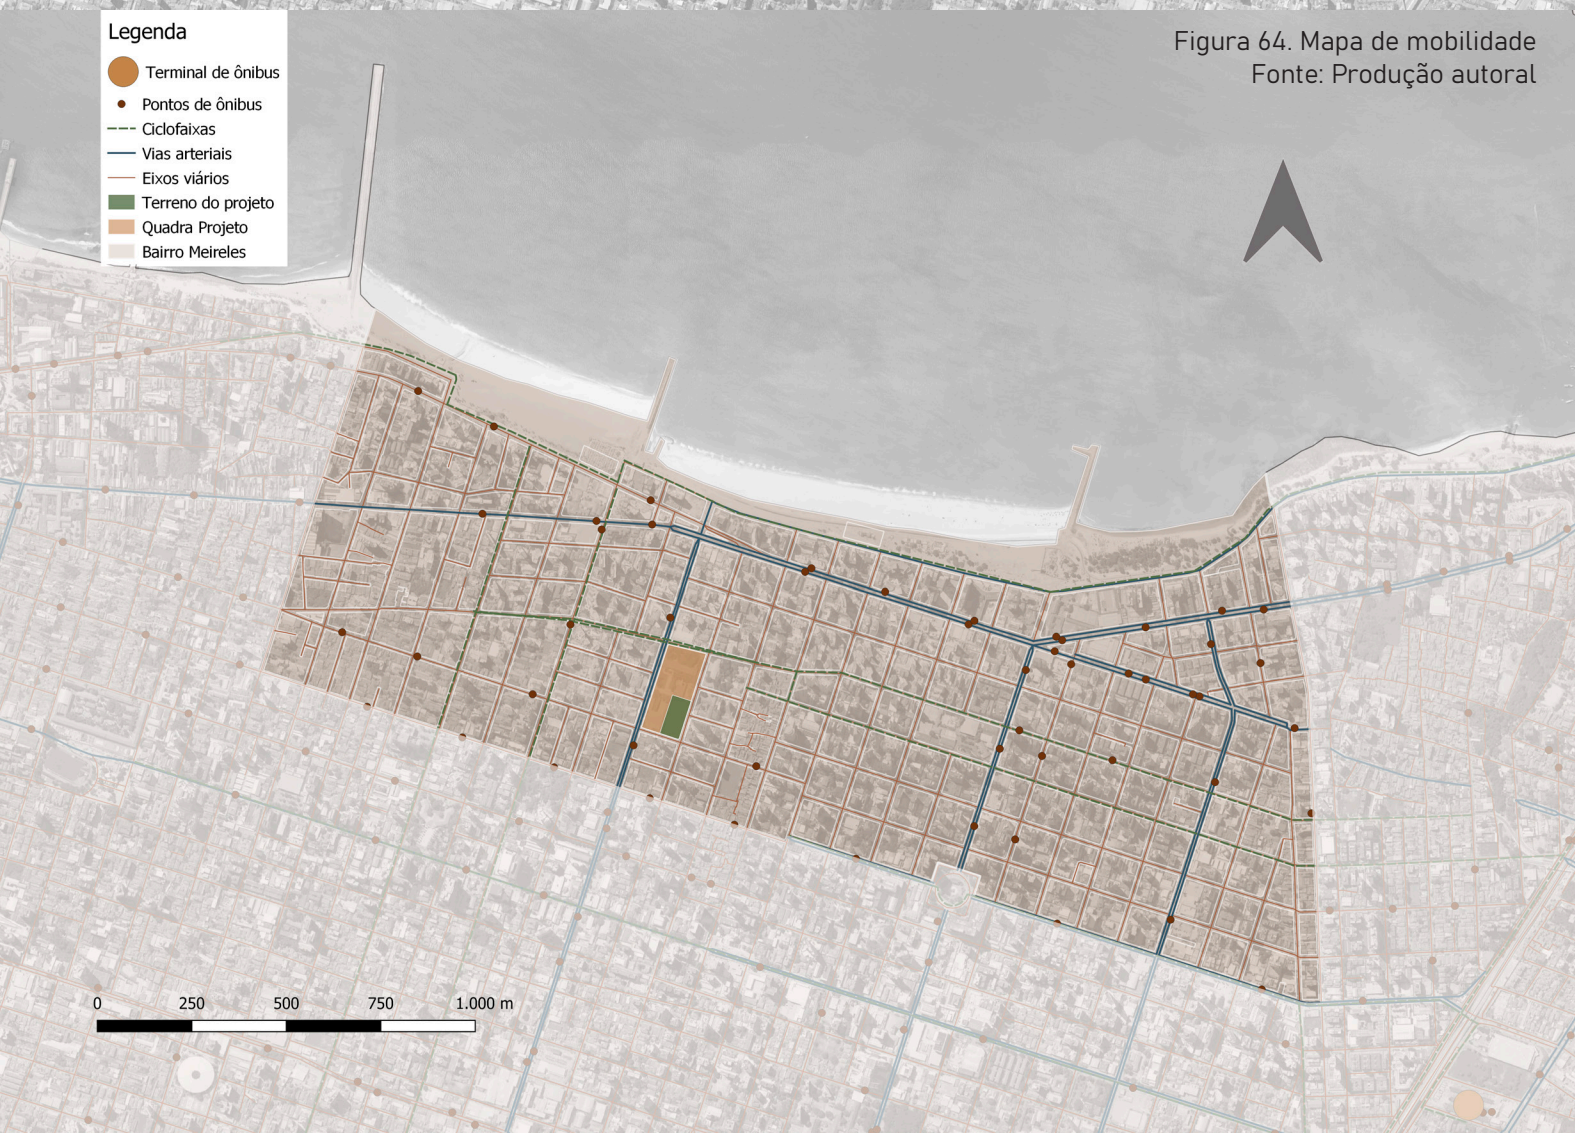 Legenda
Terminal de ônibus
Pontos de ônibus
Ciclofaixas
Vias arteriais
Eixos viários
Terreno do projeto
Quadra Projeto
Bairro Meireles
Figura 64. Mapa de mobilidade
Fonte: Produção autoral
0 250 500 750 1.000 m